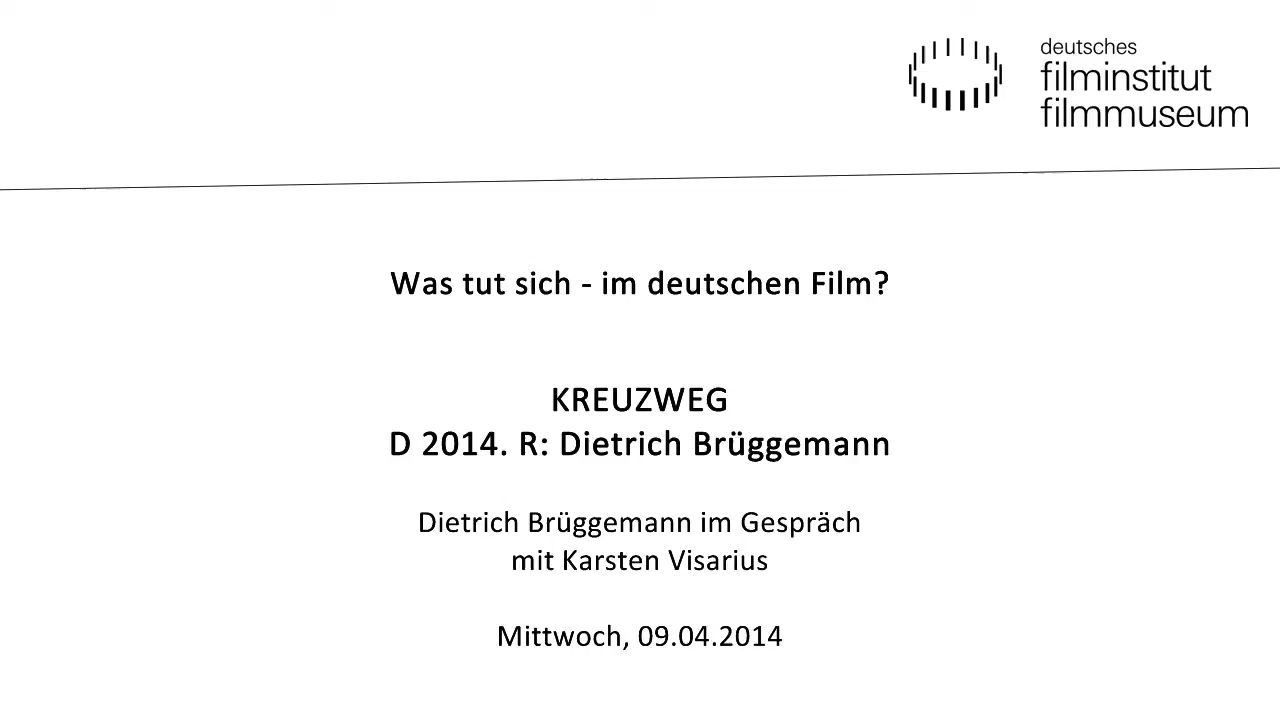 deutsches
filminstitut
filmmuseum
Was tut sich - im deutschen Film?
KREUZWEG
D 2014. R: Dietrich Brüggemann
Dietrich Brüggemann im Gespräch
mit Karsten Visarius
Mittwoch, 09.04.2014